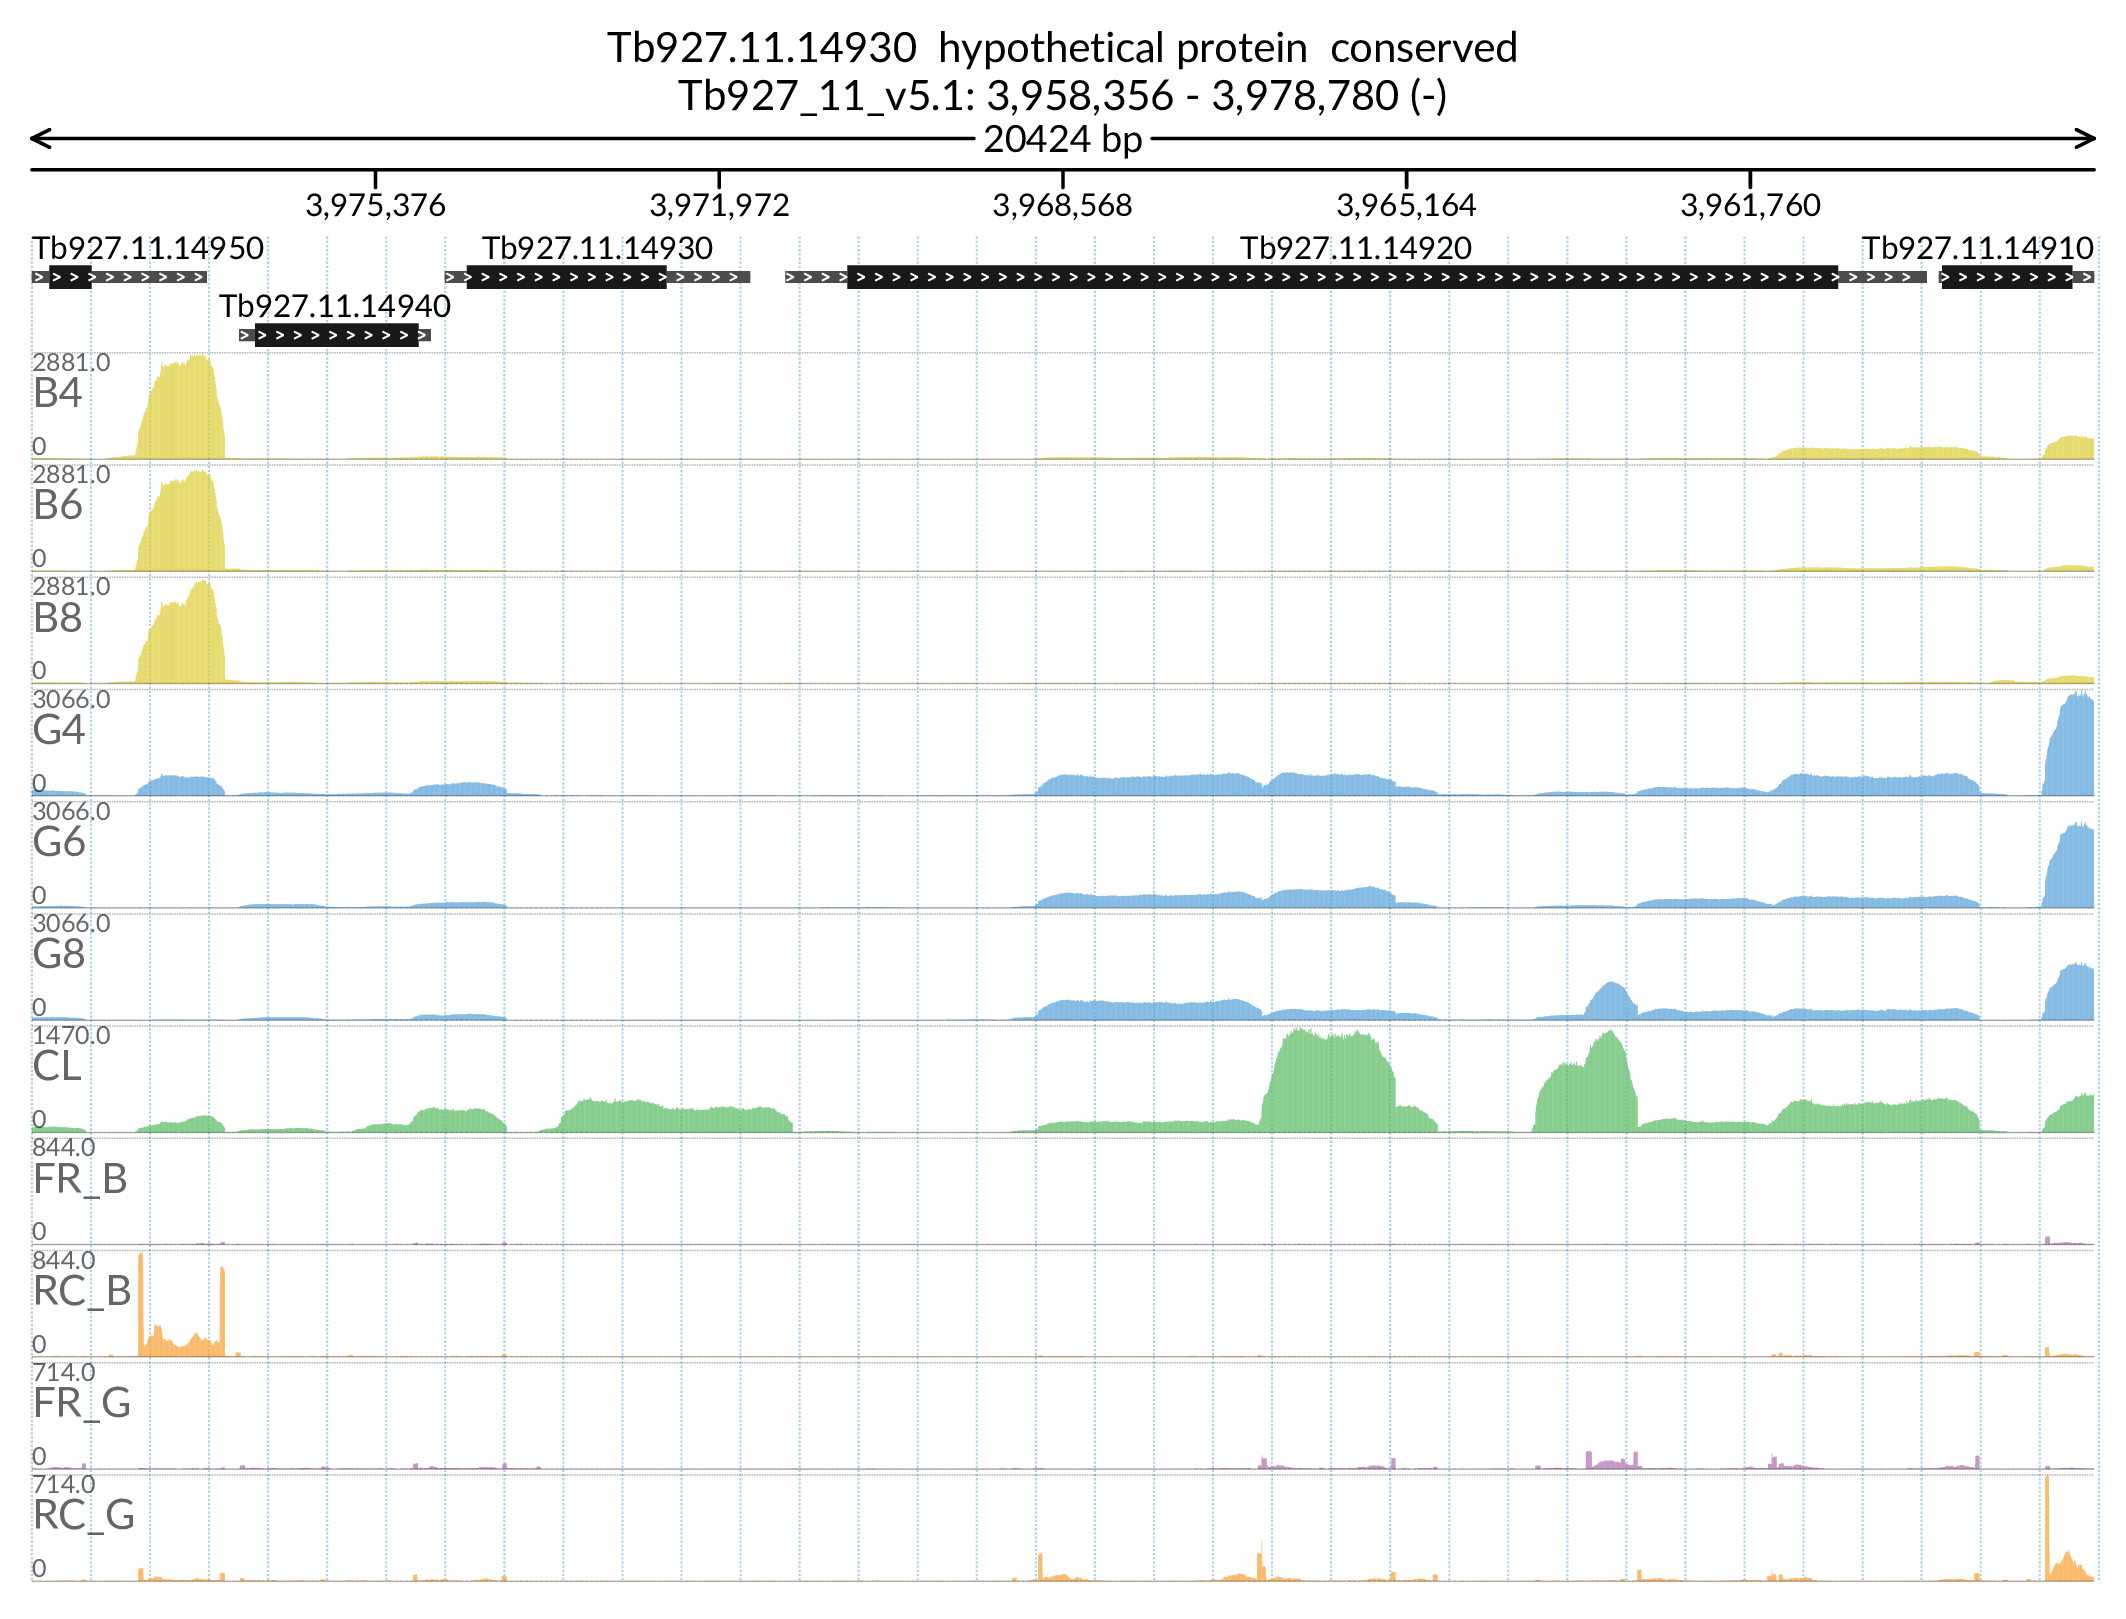 Tb927.11.14930  hypothetical protein  conserved
Tb927_11_v5.1: 3,958,356 - 3,978,780 (-)
20424 bp
3,975,376 3,971,972 3,968,568 3,965,164 3,961,760
Tb927.11.14950 Tb927.11.14930 Tb927.11.14920 Tb927.11.14910
Tb927.11.14940
2881.0
B4
0
2881.0
B6
0
2881.0
B8
0
3066.0
G4
0
3066.0
G6
0
3066.0
G8
0
1470.0
CL
0
844.0
FR_B
0
844.0
RC_B
0
714.0
FR_G
0
714.0
RC_G
0